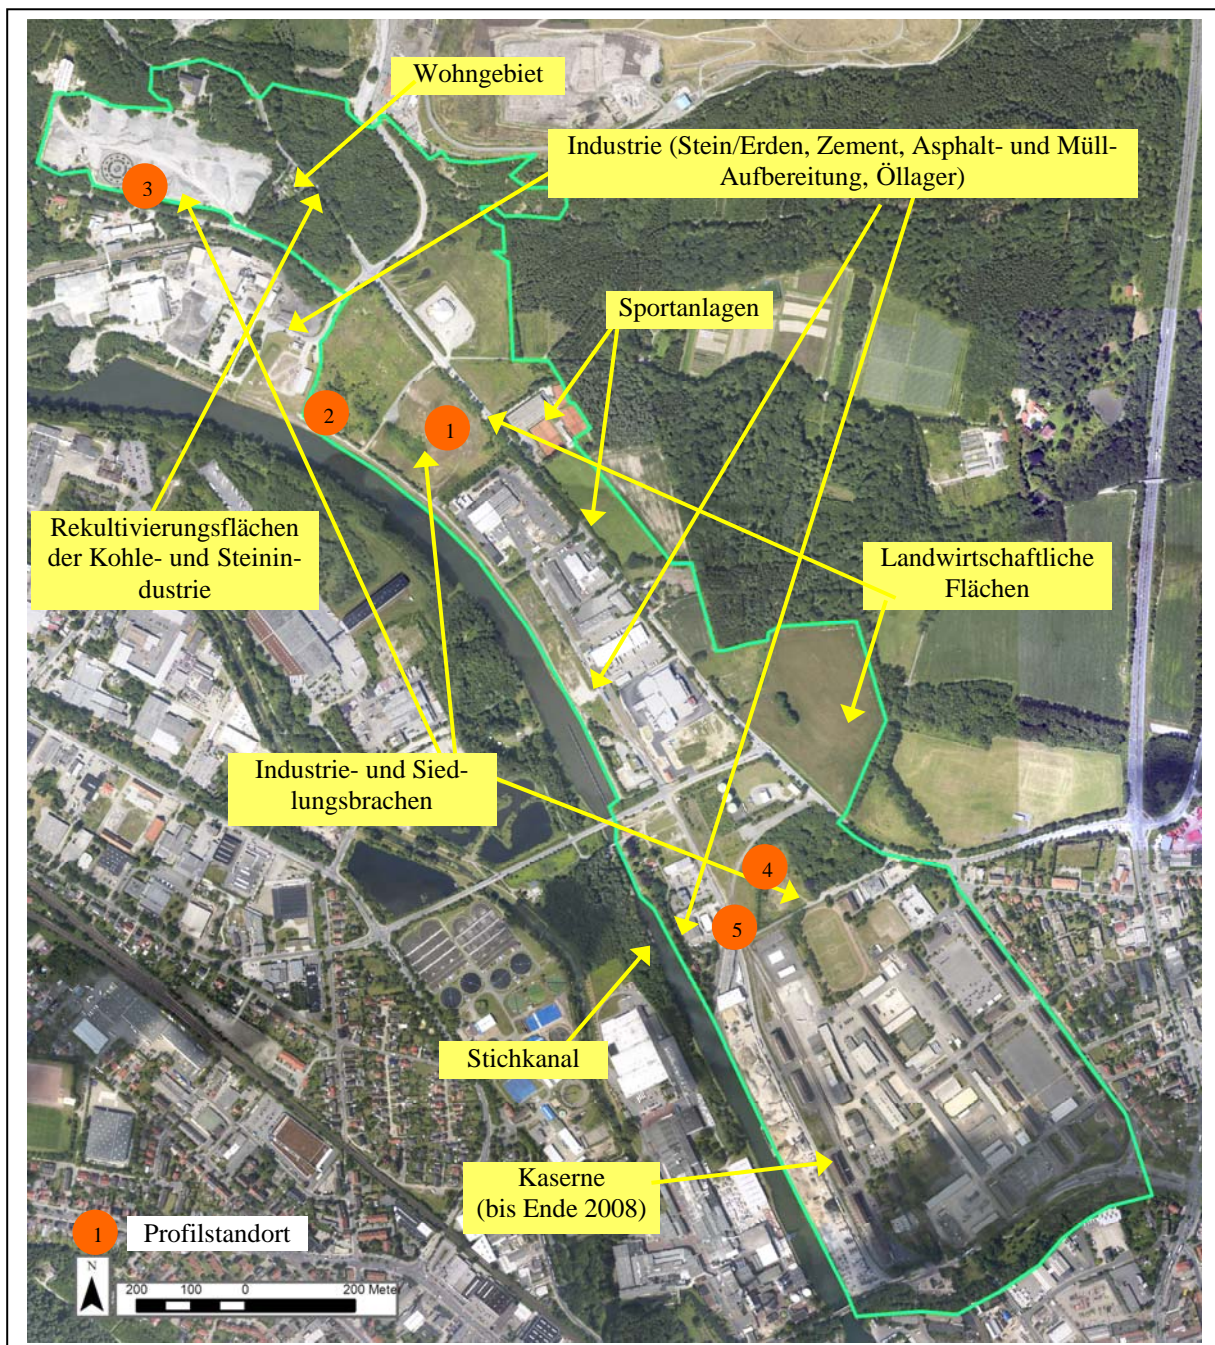 Wohngebiet
Industrie (Stein/Erden, Zement, Asphalt- und Müll-
Aufbereitung, Öllager)
3
Sportanlagen
2
1
Rekultivierungsflächen
der Kohle- und Steinin-
dustrie
Landwirtschaftliche
Flächen
Industrie- und Sied-
lungsbrachen
4
5
Stichkanal
Kaserne
(bis Ende 2008)
1 Profilstandort
N
200 100 0 200 Meter